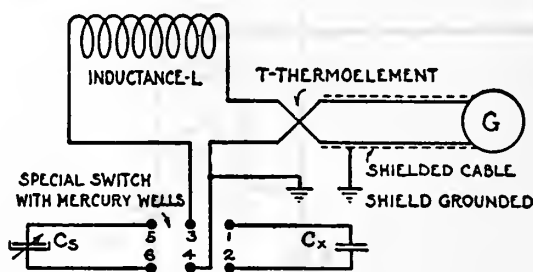 INDUCTANCE-L
T-THERMOELEMENT
G
SHIELDED CABLE
SHIELD GROUNDED
SPECIAL SWITCH
WITH MERCURY WELLS
CS
5 3 1
6 4 2
CX